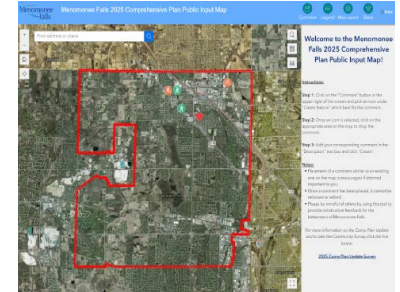 Menomonee Falls
Menomonee Falls 2025 Comprehensive Plan Public Input Map
Comment Legend Share
Find address or place
Welcome to the Menomonee
Falls 2025 Comprehensive
Plan Public Input Map!
Instructions:
Step 1: Click on the "Comment" button in the
upper right of the screen and pick an icon under
"Create feature" which best fits the comment.
Step 2: Once an icon is selected, click on the
appropriate area on the map to drop the
comment.
Step 3: Add your corresponding comment in the
"Description" text box and click "Create".
Notes:
Placement of a comment similar to an existing
one on the map is encouraged if deemed
important to you.
Once a comment has been placed, it cannot be
removed or edited.
Please be mindful of others by using this tool to
provide constructive feedback for the
betterment of Menomonee Falls.
For more information on the Comp Plan Update
and to take the Community Survey click the link
below:
2025 Comp Plan Update Survey